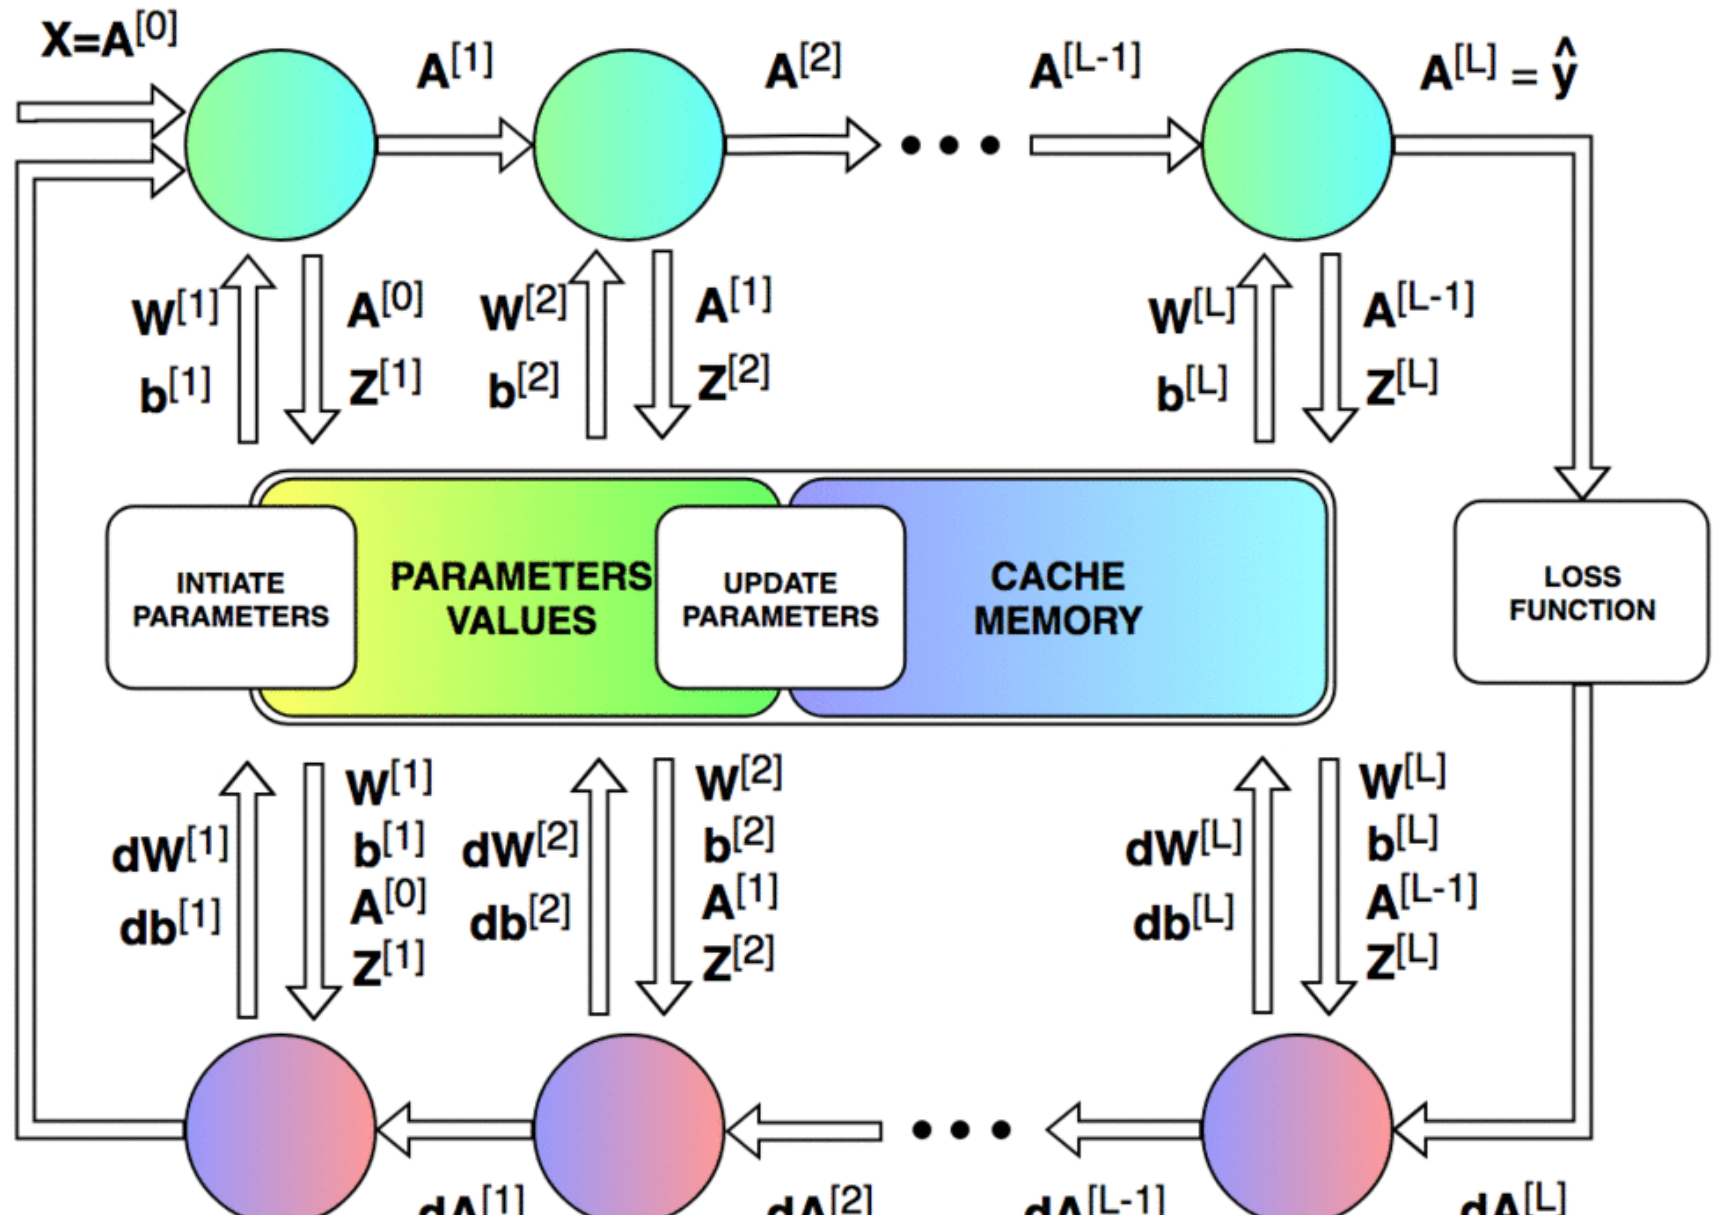 X=A[0]
A[1]
A[2]
A[L-1]
A[L] = ŷ
W[1]
b[1]
A[0]
Z[1]
W[2]
b[2]
A[1]
Z[2]
W[L]
b[L]
A[L-1]
Z[L]
INTIATE
PARAMETERS
PARAMETERS
VALUES
UPDATE
PARAMETERS
CACHE
MEMORY
LOSS
FUNCTION
dW[1]
db[1]
W[1]
b[1]
A[0]
Z[1]
dW[2]
db[2]
W[2]
b[2]
A[1]
Z[2]
dW[L]
db[L]
W[L]
b[L]
A[L-1]
Z[L]
dA[1]
dA[2]
dA[L-1]
dA[L]